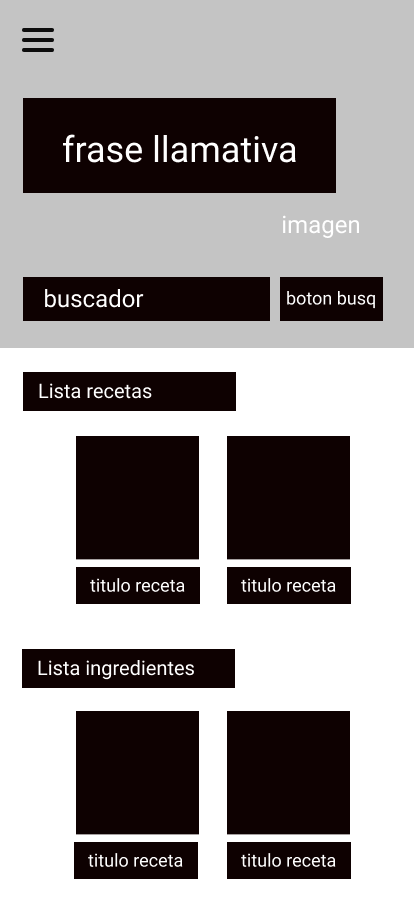 frase llamativa
imagen
buscador
boton busq
Lista recetas
titulo receta
titulo receta
Lista ingredientes
titulo receta
titulo receta